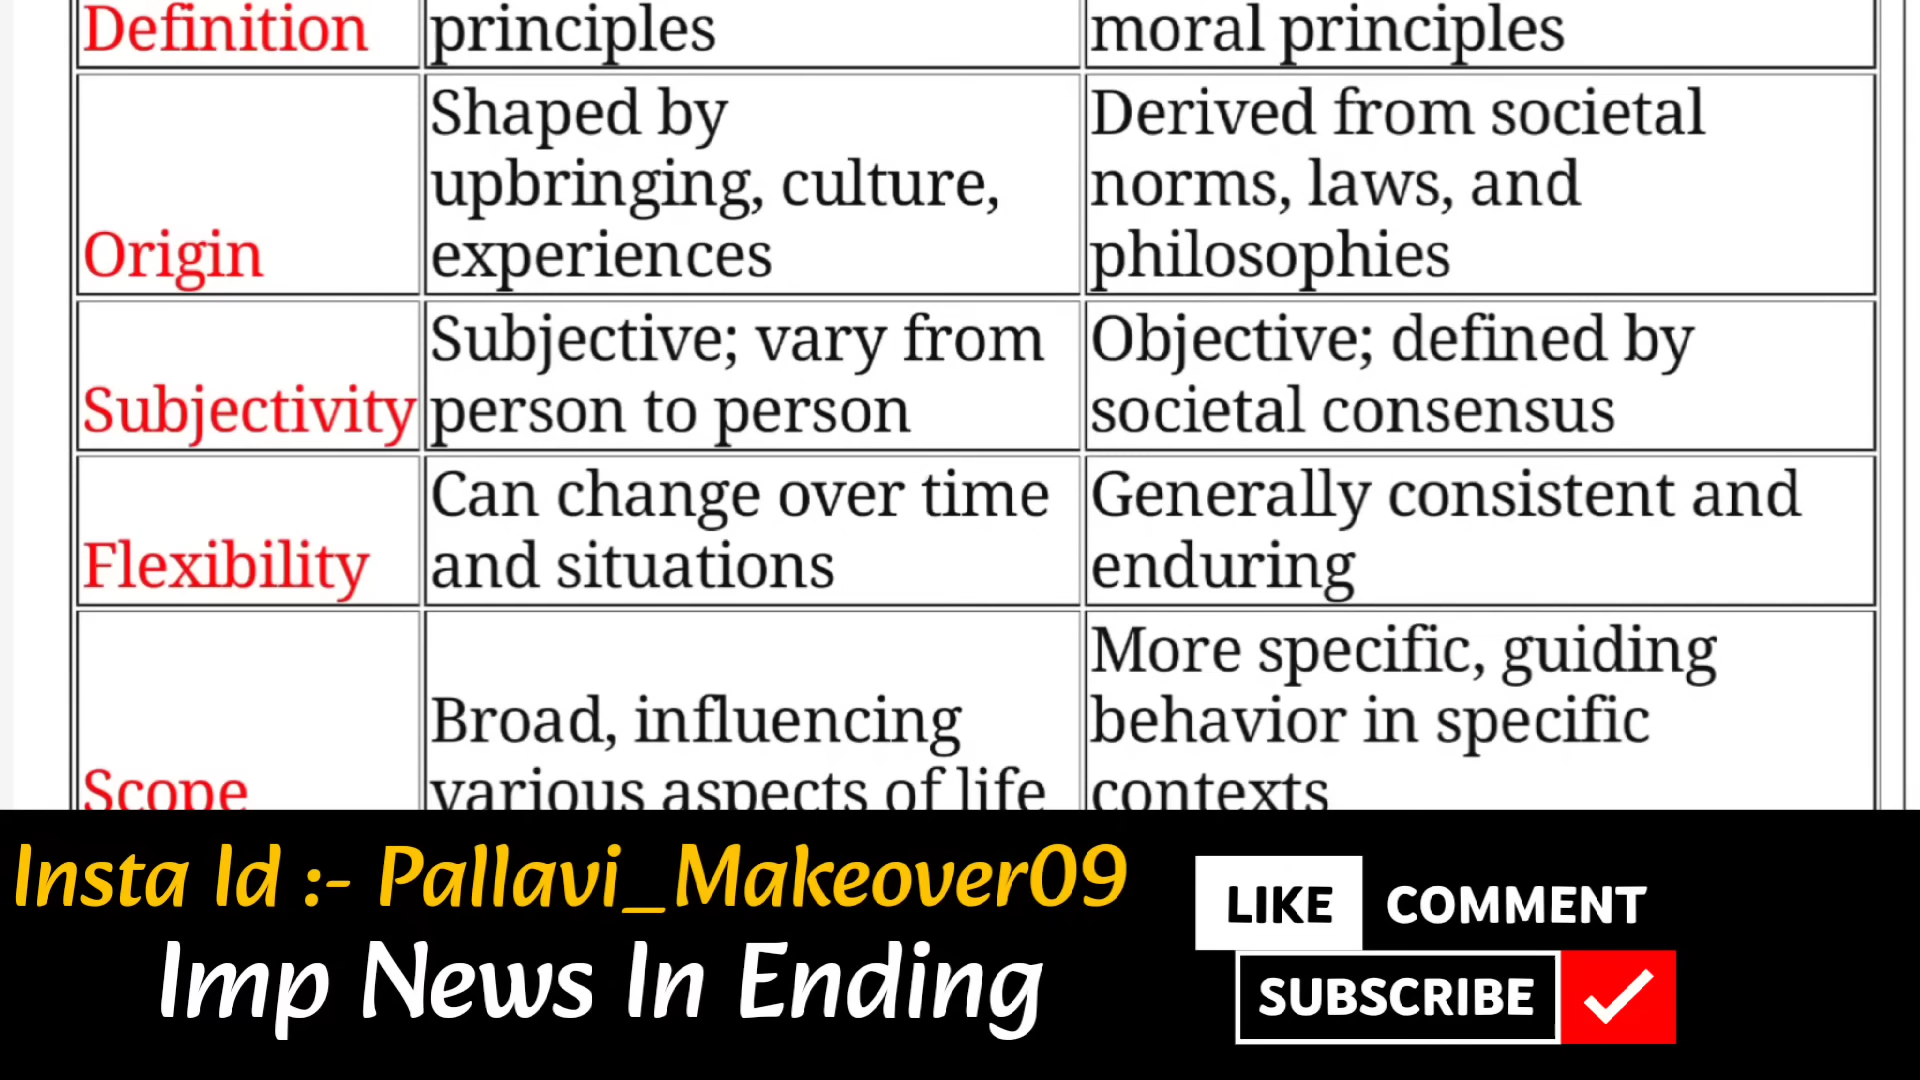 Definition principles moral principles
Shaped by
upbringing, culture,
experiences
Derived from societal
norms, laws, and
philosophies
Origin
Subjective; vary from
person to person
Objective; defined by
societal consensus
Subjectivity
Can change over time
and situations
Generally consistent and
enduring
Flexibility
Broad, influencing
various aspects of life
More specific, guiding
behavior in specific
contexts
Scope
Insta Id :- Pallavi_Makeover09
Imp News In Ending
LIKE COMMENT
SUBSCRIBE